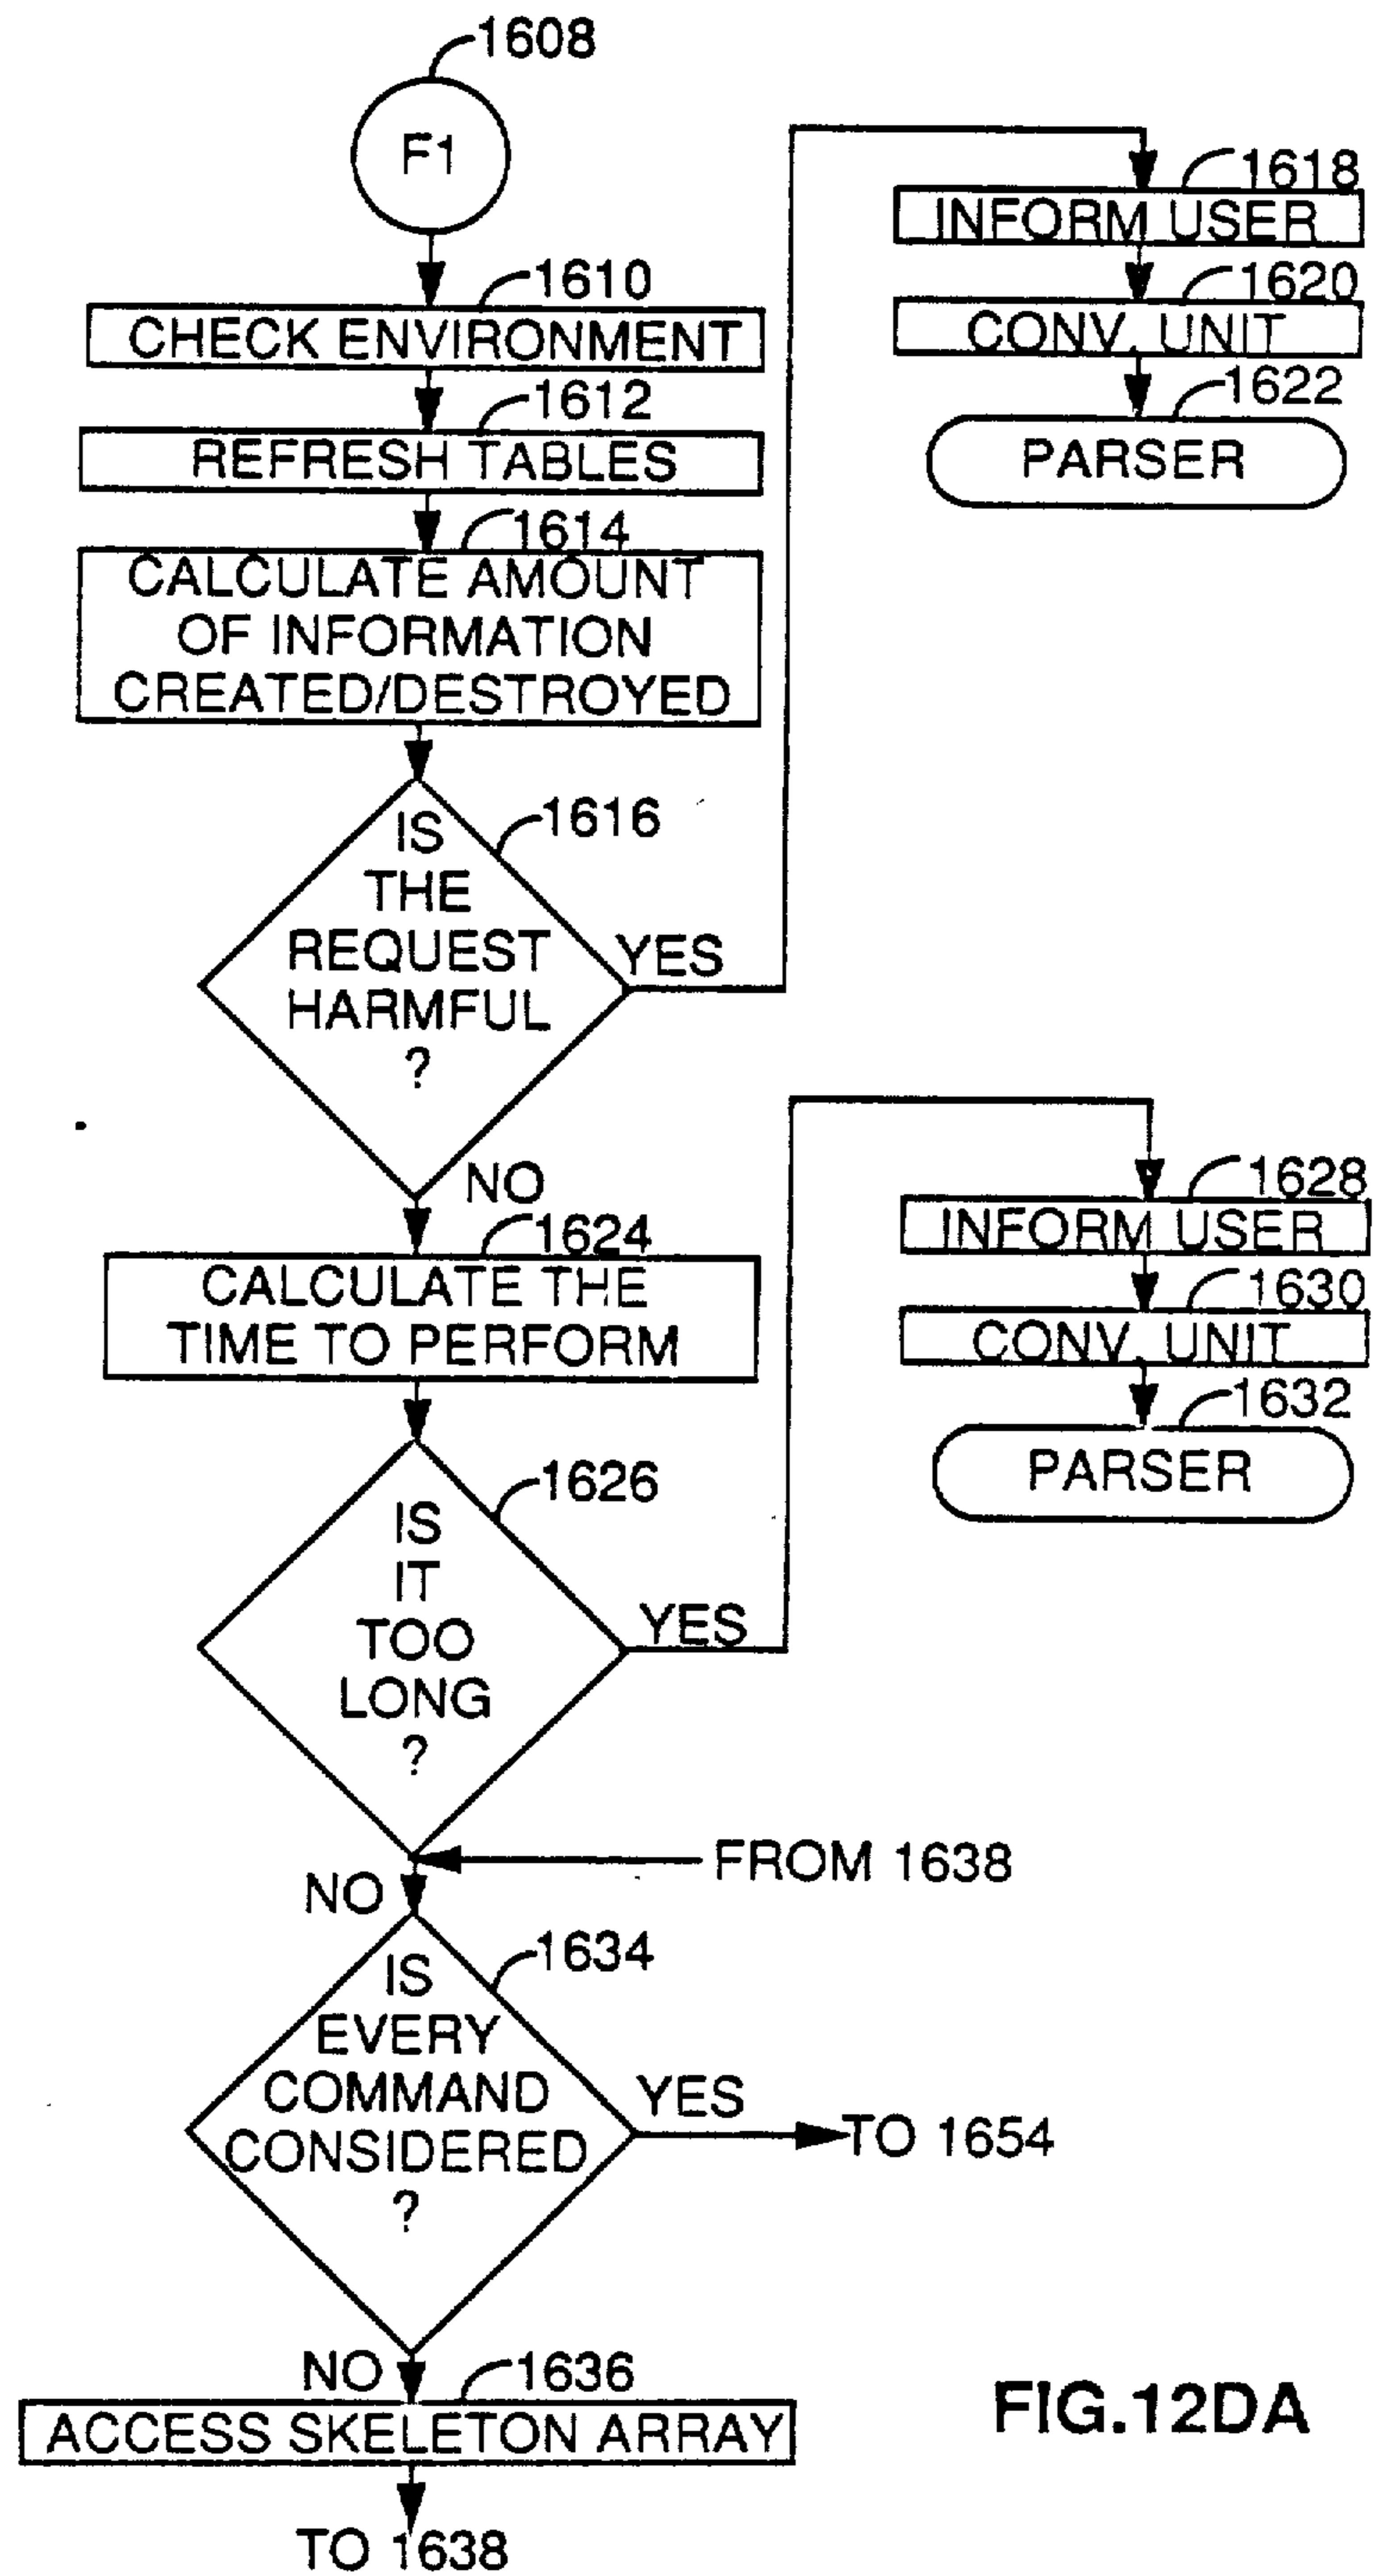 1608
F1
1610
CHECK ENVIRONMENT
1612
REFRESH TABLES
1614
CALCULATE AMOUNT
OF INFORMATION
CREATED/DESTROYED
1616
IS
THE
REQUEST
HARMFUL
?
YES
NO
1618
INFORM USER
1620
CONV. UNIT
1622
PARSER
1624
CALCULATE THE
TIME TO PERFORM
1626
IS
IT
TOO
LONG
?
YES
NO
1628
INFORM USER
1630
CONV. UNIT
1632
PARSER
FROM 1638
1634
IS
EVERY
COMMAND
CONSIDERED
?
YES
TO 1654
NO
1636
ACCESS SKELETON ARRAY
TO 1638
FIG.12DA